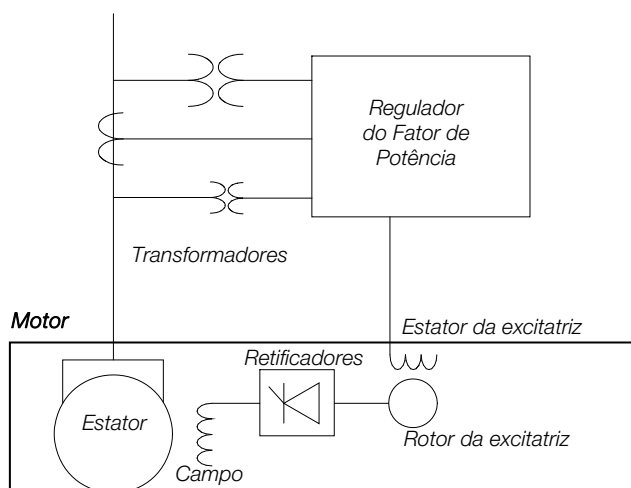 Regulador
do Fator de
Potência
Transformadores
Motor
Estator da excitatriz
Retificadores
Estator
Rotor da excitatriz
Campo